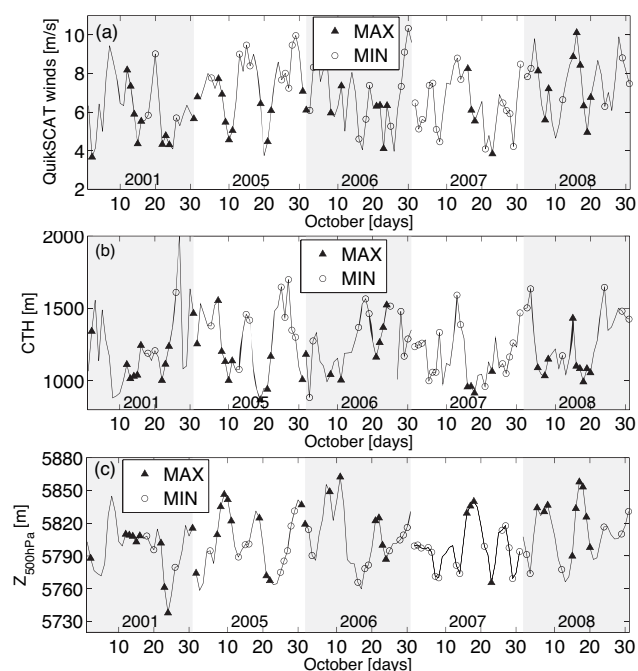 (a)
MAX
MIN
QuikSCAT winds [m/s]
10
8
6
4
2
2001
2005
2006
2007
2008
10 20 30 10 20 30 10 20 30 10 20 30 10 20 30
October [days]
(b)
MAX
MIN
CTH [m]
2000
1500
1000
2001
2005
2006
2007
2008
10 20 30 10 20 30 10 20 30 10 20 30 10 20 30
October [days]
(c)
MAX
MIN
Z500hPa [m]
5880
5850
5820
5790
5760
5730
2001
2005
2006
2007
2008
10 20 30 10 20 30 10 20 30 10 20 30 10 20 30
October [days]